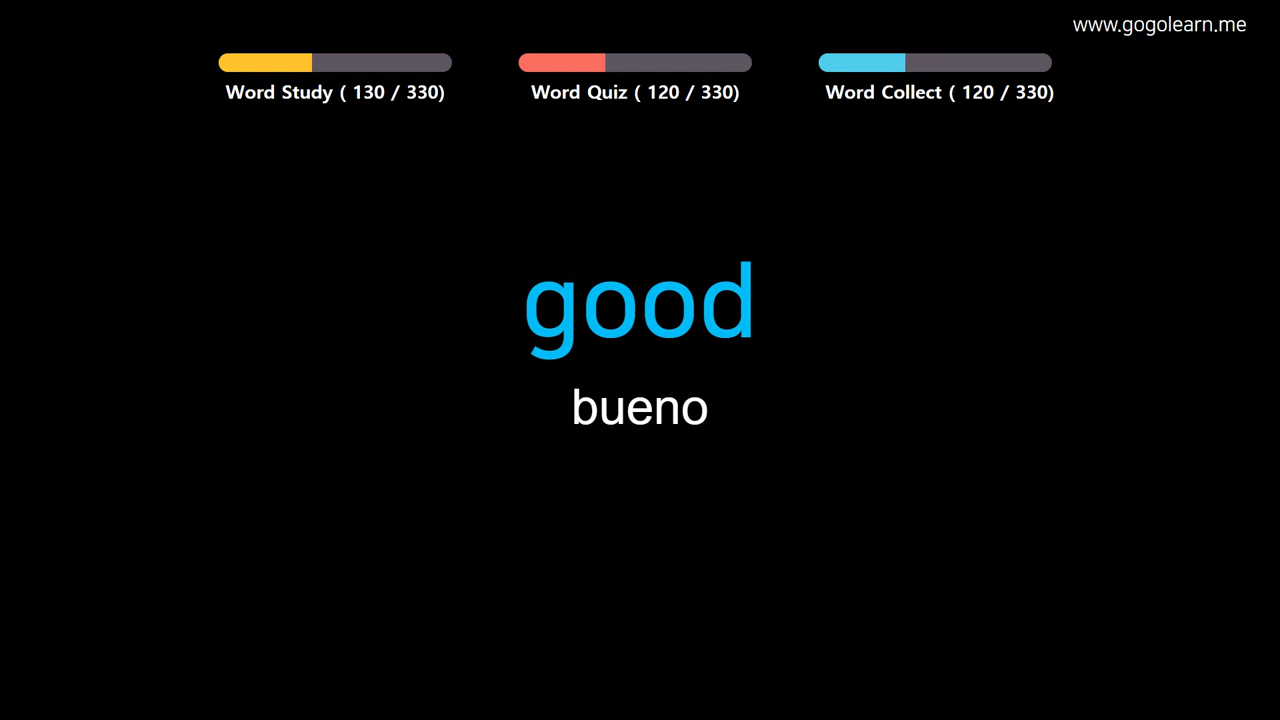 www.gogolearn.me
Word Study ( 130 / 330)
Word Quiz ( 120 / 330)
Word Collect ( 120 / 330)
good
bueno